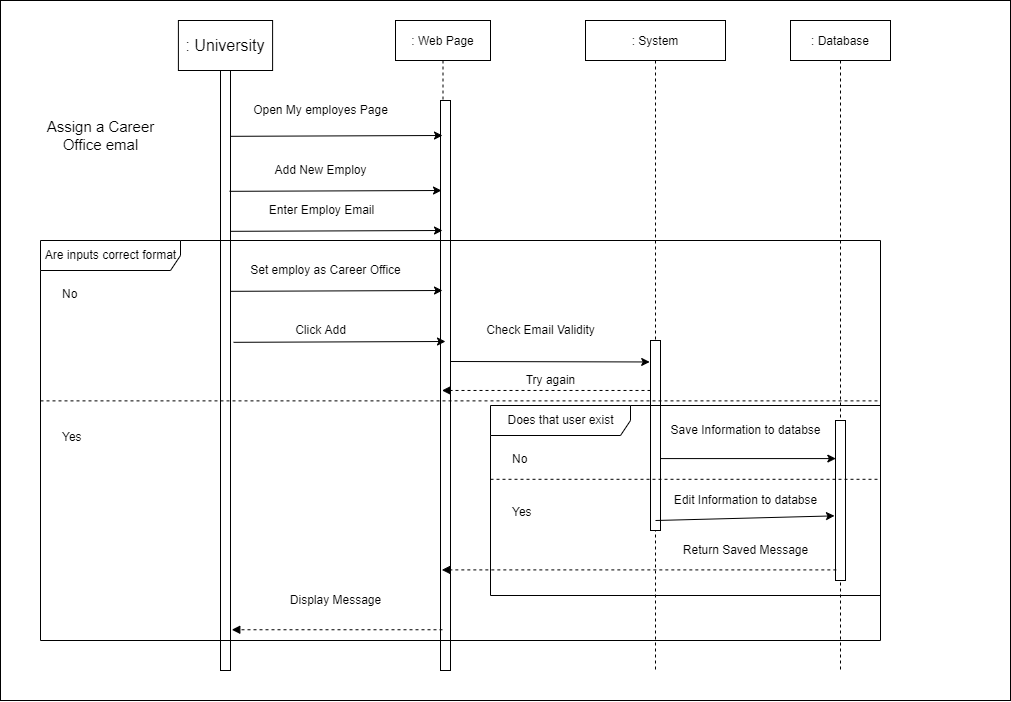 : University
: Web Page
: System
: Database
Open My employes Page
Assign a Career
Office emal
Add New Employ
Enter Employ Email
Are inputs correct format
Set employ as Career Office
No
Click Add
Check Email Validity
Try again
Does that user exist
Save Information to databse
Yes
No
Edit Information to databse
Yes
Return Saved Message
Display Message